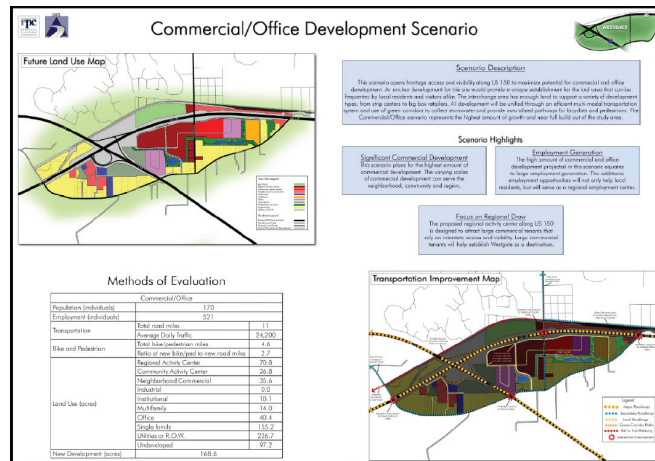 rpc
Commercial/Office Development Scenario
WESTGATE
Future Land Use Map
Scenario Description
This scenario opens frontage access and visibility along US 150 to maximize potential for commercial and office
development. An anchor development for this site would provide a unique establishment for the local area that can be
frequented by local residents and visitors alike. The interchange area has enough land to support a variety of development
types, from strip centers to big box retailers. All development will be unified through an efficient multi-modal transportation
system and use of green corridors to collect stormwater and provide naturalized pathways for bicyclists and pedestrians. The
Commercial/Office scenario represents the highest amount of growth and near full build out of the study area.
Scenario Highlights
Significant Commercial Development
This scenario plans for the highest amount of
commercial development. The varying scales
of commercial development can serve the
neighborhood, community and region.
Employment Generation
The high amount of commercial and office
development projected in this scenario equates
to large employment generation. The additional
employment opportunities will not only help local
residents, but will serve as a regional employment center.
Focus on Regional Draw
The proposed regional activity center along US 150
is designed to attract large commercial tenants that
rely on interstate access and visibility. Large commercial
tenants will help establish Westgate as a destination.
Methods of Evaluation
Commercial/Office
Population (individuals) 170
Employment (individuals) 521
Transportation Total road miles 11
Average Daily Traffic 24,200
Bike and Pedestrian Total bike/pedestrian miles 4.6
Ratio of new bike/ped to new road miles 2.7
Land Use (acres) Regional Activity Center 70.8
Community Activity Center 26.8
Neighborhood Commercial 35.6
Industrial 0.0
Institutional 10.1
Multifamily 14.0
Office 40.4
Single family 155.2
Utilities or R.O.W. 226.7
Undeveloped 97.2
New Development (acres) 168.6
Transportation Improvement Map
Legend
Major Roadways
Secondary Roadways
Local Roadways
Green Corridor Paths
Intersection Improvement